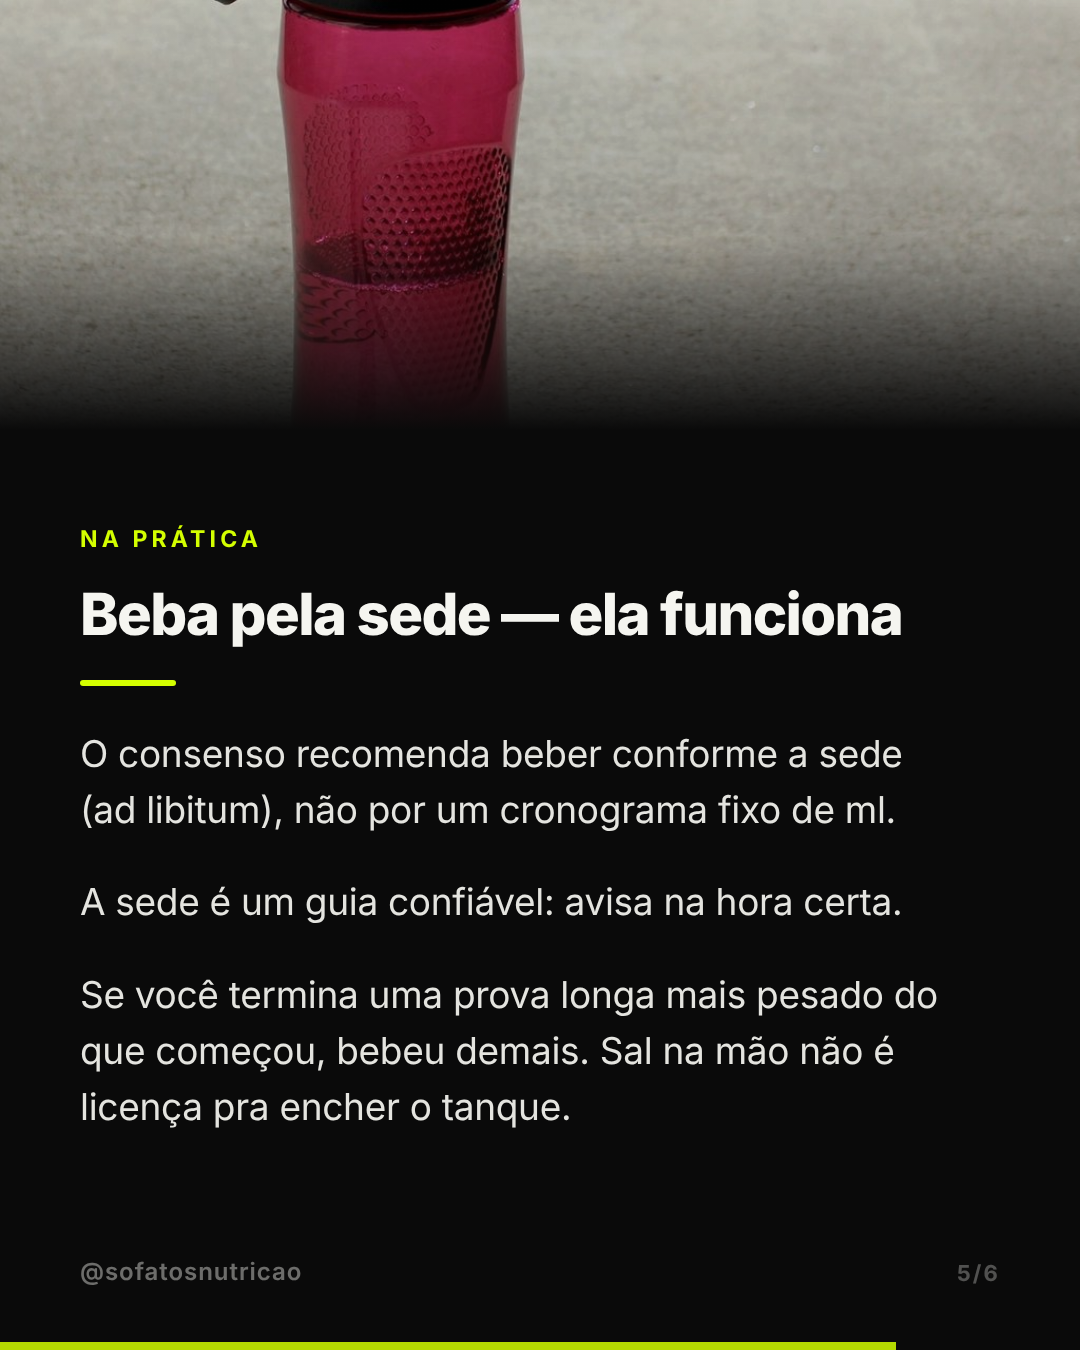 NA PRÁTICA
Beba pela sede — ela funciona
O consenso recomenda beber conforme a sede
(ad libitum), não por um cronograma fixo de ml.
A sede é um guia confiável: avisa na hora certa.
Se você termina uma prova longa mais pesado do
que começou, bebeu demais. Sal na mão não é
licença pra encher o tanque.
@sofatosnutricao
5/6